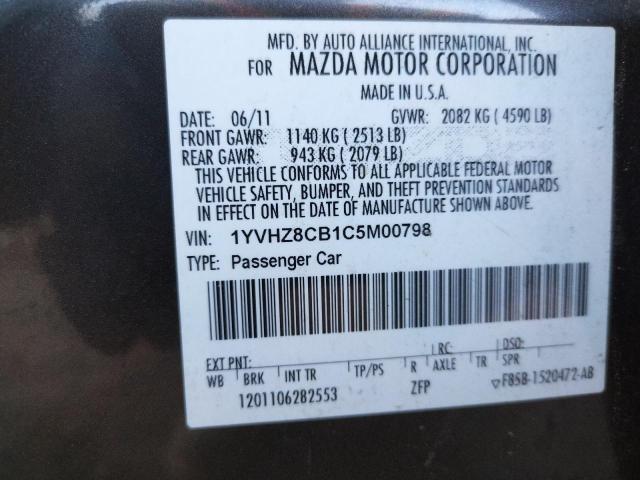 MFD. BY AUTO ALLIANCE INTERNATIONAL, INC.
FOR MAZDA MOTOR CORPORATION
MADE IN U.S.A.
DATE: 06/11 GVWR: 2082 KG ( 4590 LB)
FRONT GAWR: 1140 KG ( 2513 LB)
REAR GAWR: 943 KG ( 2079 LB)
THIS VEHICLE CONFORMS TO ALL APPLICABLE FEDERAL MOTOR
VEHICLE SAFETY, BUMPER, AND THEFT PREVENTION STANDARDS
IN EFFECT ON THE DATE OF MANUFACTURE SHOWN ABOVE.
VIN: 1YVHZ8CB1C5M00798
TYPE: Passenger Car
EXT PNT: RC: DSO:
WB BRK INT TR TP/PS R AXLE TR SPR
1201106282553 ZFP F85B-1520472-AB